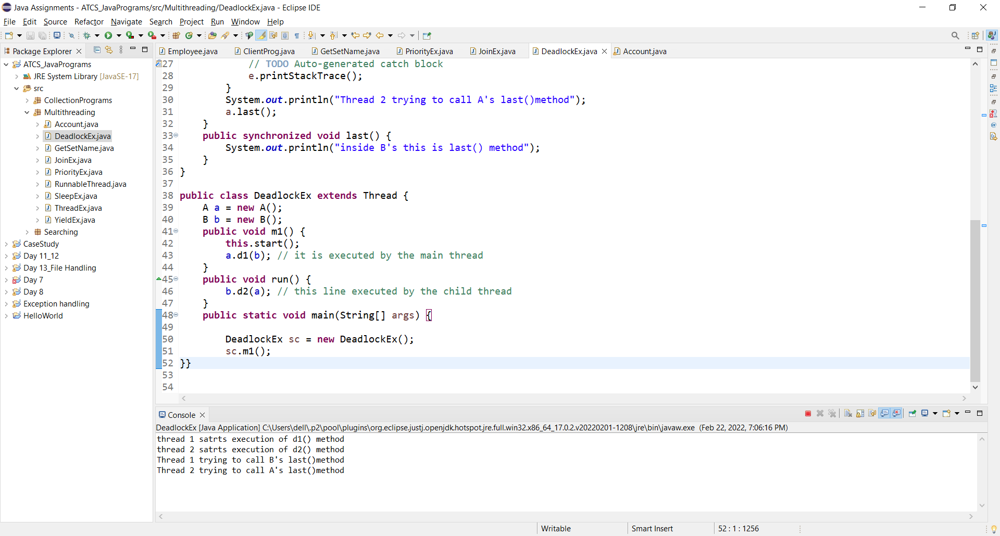 Java Assignments - ATCS_JavaPrograms/src/Multithreading/DeadlockEx.java - Eclipse IDE
File Edit Source Refactor Navigate Search Project Run Window Help
Package Explorer
ATCS_JavaPrograms
JRE System Library [JavaSE-17]
src
CollectionPrograms
Multithreading
Account.java
DeadlockEx.java
GetSetName.java
JoinEx.java
PriorityEx.java
RunnableThread.java
SleepEx.java
ThreadEx.java
YieldEx.java
Searching
CaseStudy
Day 11_12
Day 13_File Handling
Day 7
Day 8
Exception handling
HelloWorld
Employee.java ClientProg.java GetSetName.java PriorityEx.java JoinEx.java DeadlockEx.java Account.java
27 // TODO Auto-generated catch block
28 e.printStackTrace();
29 }
30 System.out.println("Thread 2 trying to call A's last()method");
31 a.last();
32 }
33 public synchronized void last() {
34 System.out.println("inside B's this is last() method");
35 }
36 }
37
38 public class DeadlockEx extends Thread {
39 A a = new A();
40 B b = new B();
41 public void m1() {
42 this.start();
43 a.d1(b); // it is executed by the main thread
44 }
45 public void run() {
46 b.d2(a); // this line executed by the child thread
47 }
48 public static void main(String[] args) {
49
50 DeadlockEx sc = new DeadlockEx();
51 sc.m1();
52 }}
53
54
Console
DeadlockEx [Java Application] C:\Users\dell\.p2\pool\plugins\org.eclipse.justj.openjdk.hotspot.jre.full.win32.x86_64_17.0.2.v20220201-1208\jre\bin\javaw.exe (Feb 22, 2022, 7:06:16 PM)
thread 1 satrts execution of d1() method
thread 2 satrts execution of d2() method
Thread 1 trying to call B's last()method
Thread 2 trying to call A's last()method
Writable Smart Insert 52 : 1 : 1256